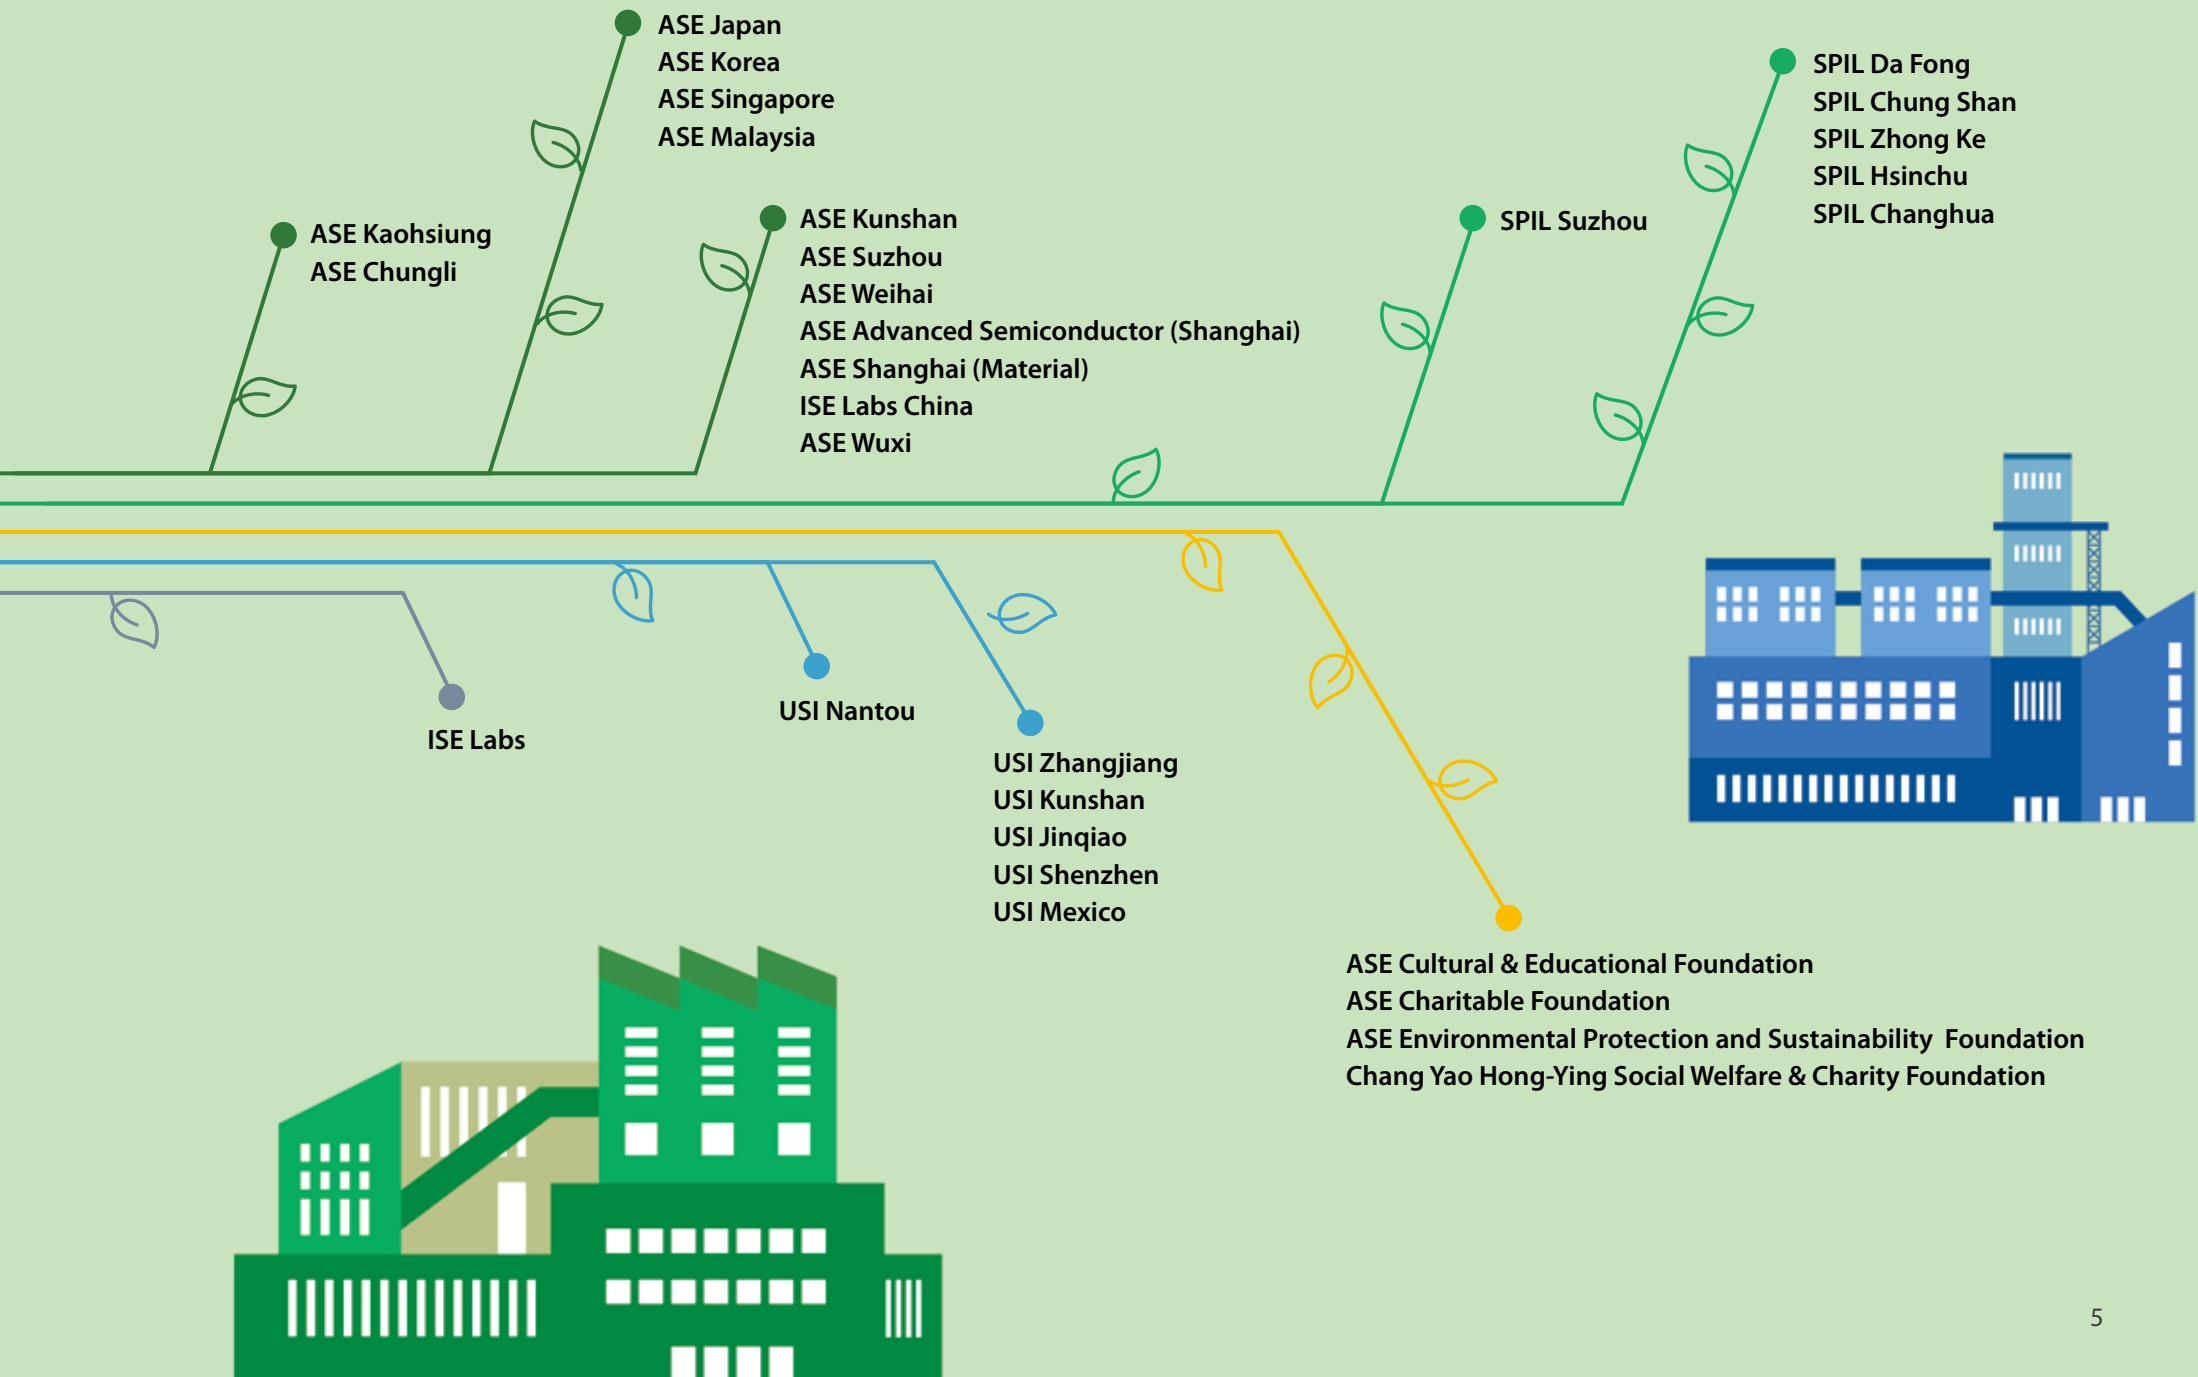 ASE Japan
ASE Korea
ASE Singapore
ASE Malaysia
ASE Kaohsiung
ASE Chungli
ASE Kunshan
ASE Suzhou
ASE Weihai
ASE Advanced Semiconductor (Shanghai)
ASE Shanghai (Material)
ISE Labs China
ASE Wuxi
SPIL Suzhou
SPIL Da Fong
SPIL Chung Shan
SPIL Zhong Ke
SPIL Hsinchu
SPIL Changhua
ISE Labs
USI Nantou
USI Zhangjiang
USI Kunshan
USI Jinqiao
USI Shenzhen
USI Mexico
ASE Cultural & Educational Foundation
ASE Charitable Foundation
ASE Environmental Protection and Sustainability Foundation
Chang Yao Hong-Ying Social Welfare & Charity Foundation
5